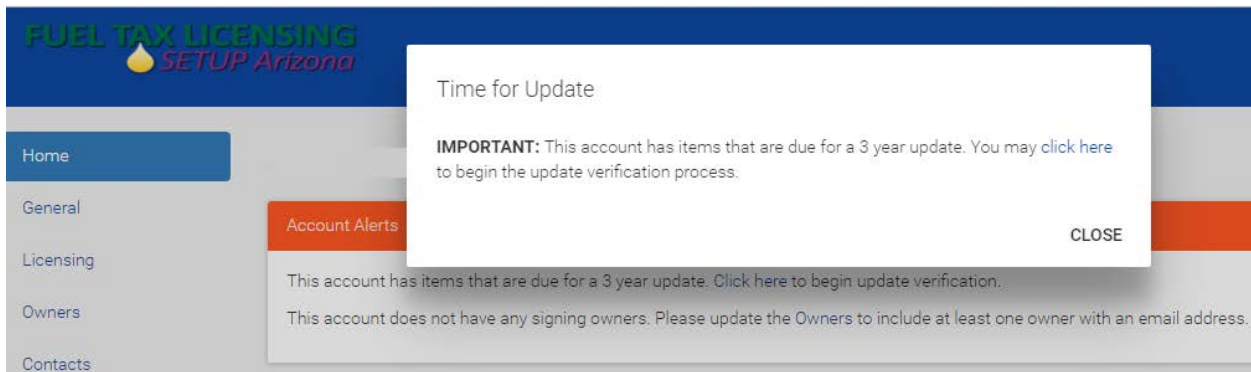 FUEL TAX LICENSING
SETUP Arizona
Time for Update
IMPORTANT: This account has items that are due for a 3 year update. You may click here
to begin the update verification process.
CLOSE
Home
General
Licensing
Owners
Contacts
Account Alerts
This account has items that are due for a 3 year update. Click here to begin update verification.
This account does not have any signing owners. Please update the Owners to include at least one owner with an email address.